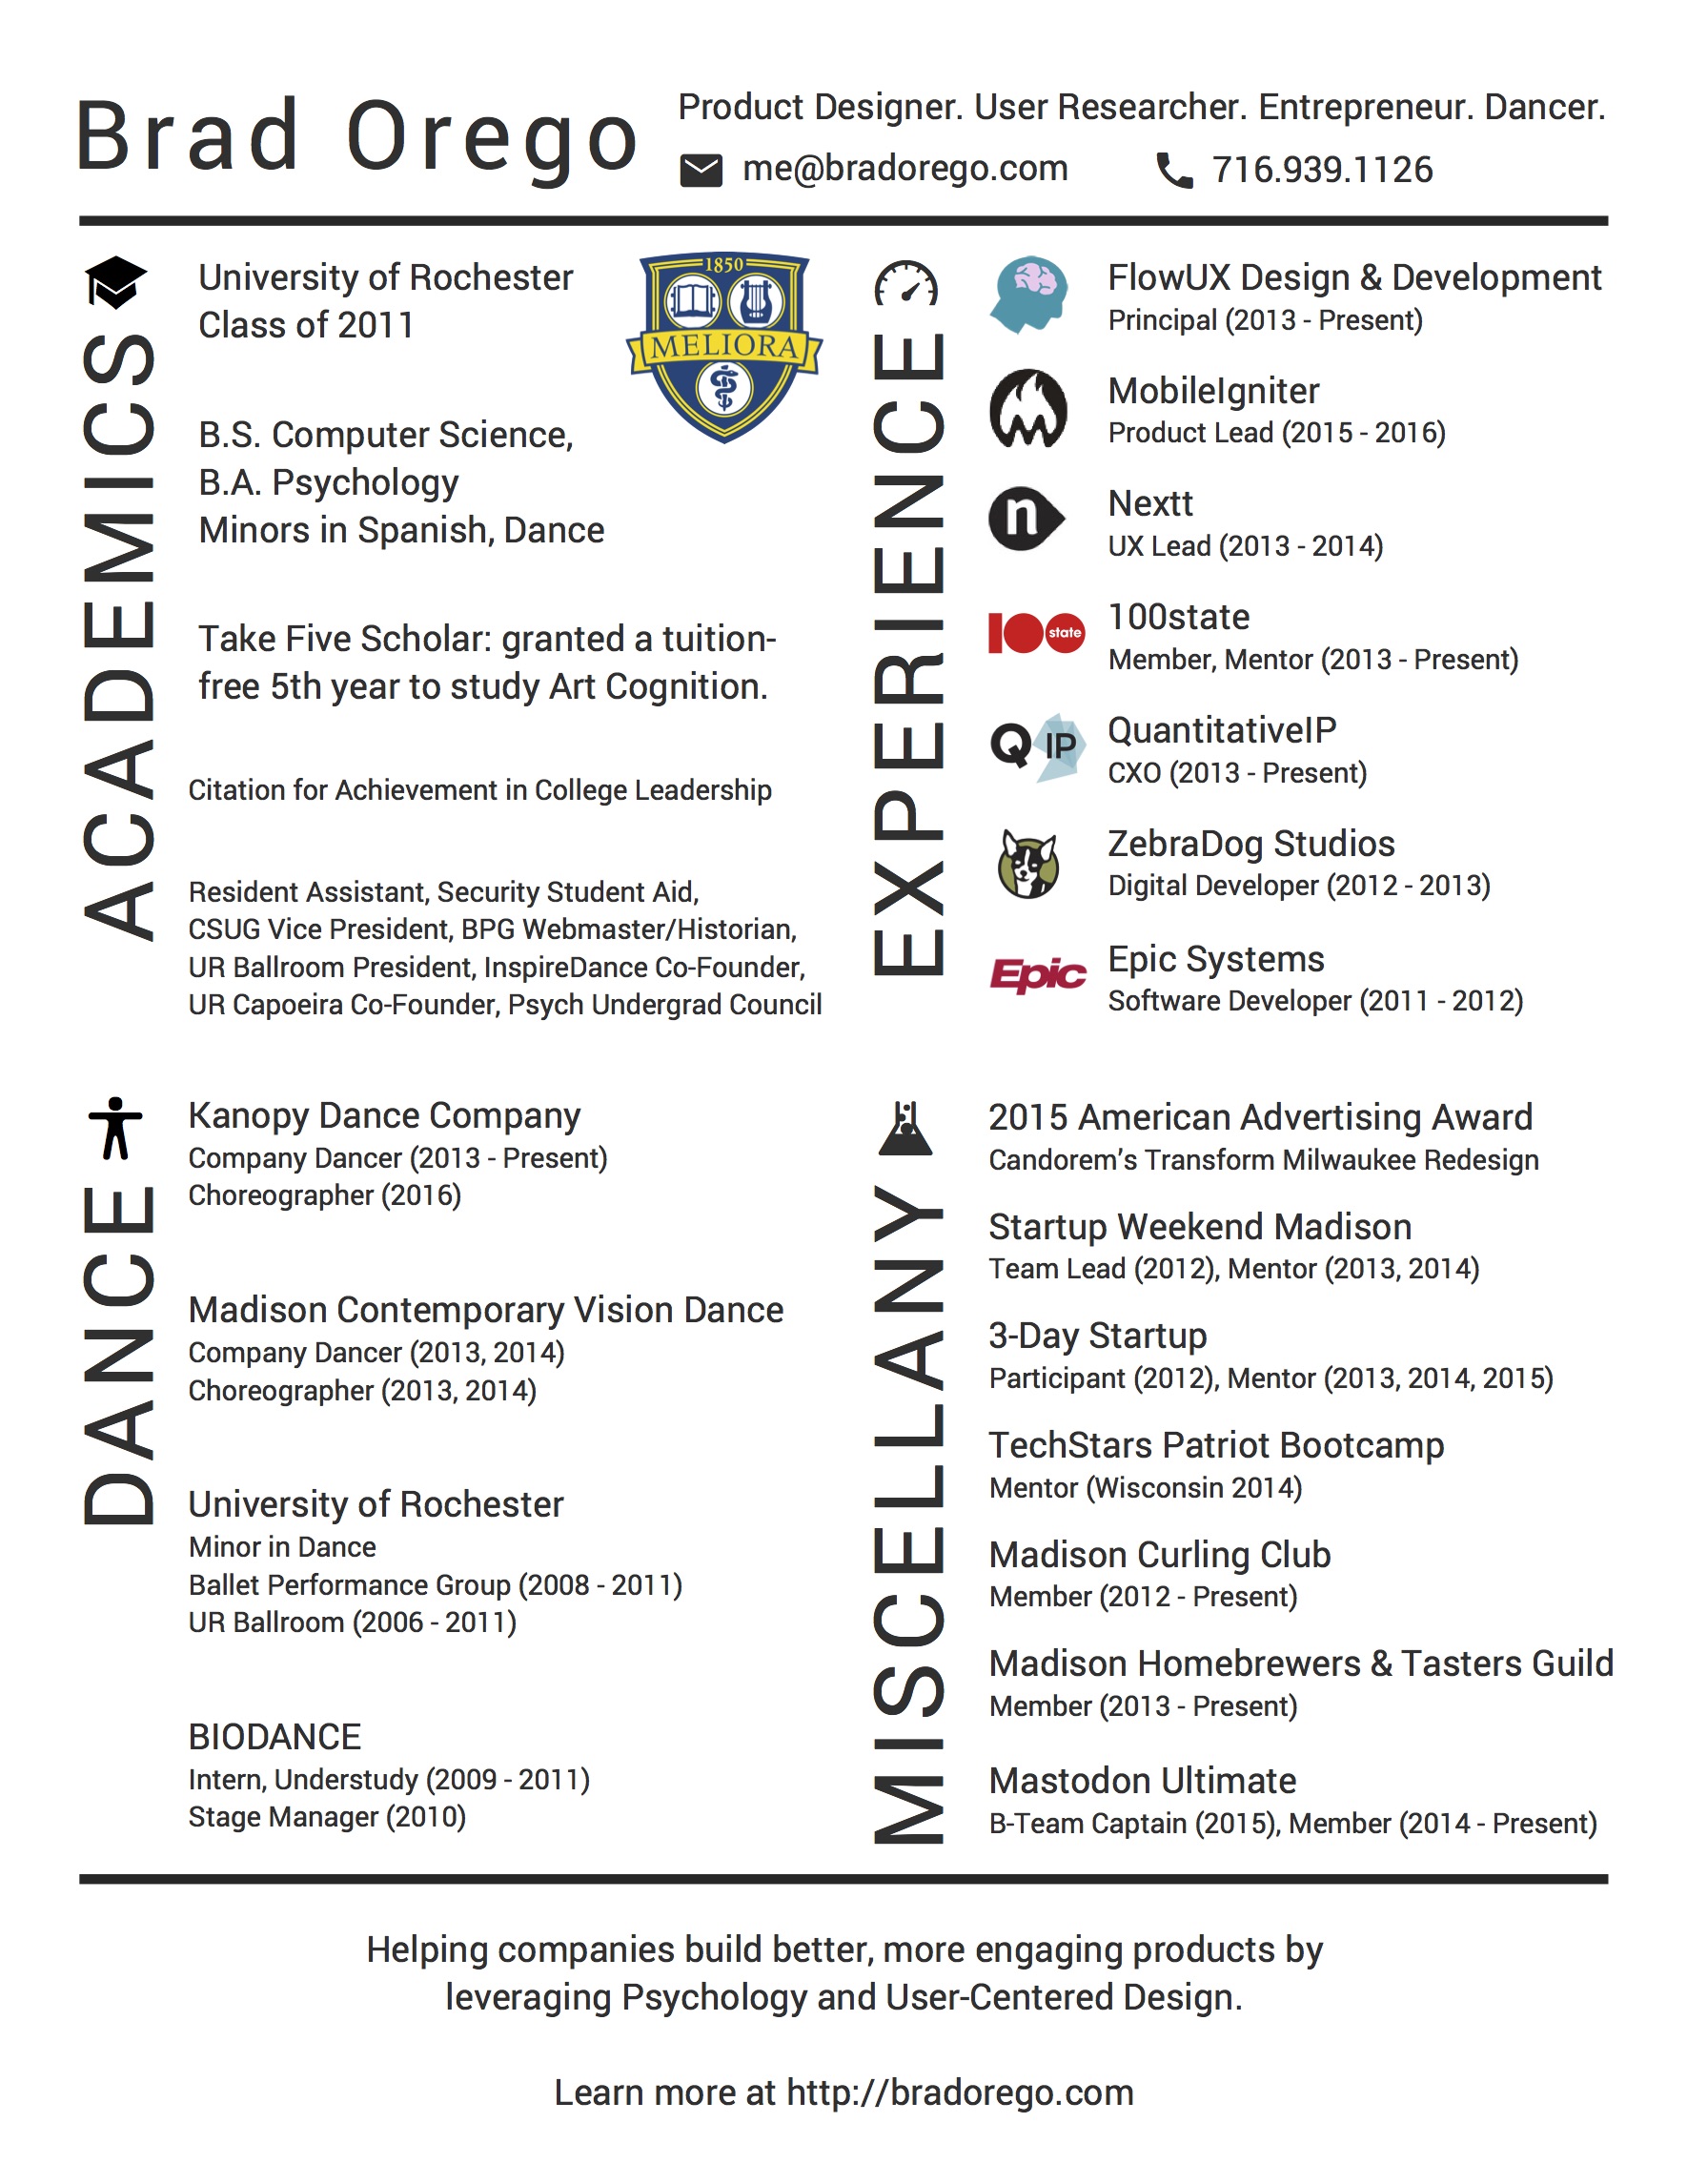 Brad Orego
Product Designer. User Researcher. Entrepreneur. Dancer.
me@bradorego.com
716.939.1126
ACADEMICS
University of Rochester
Class of 2011
1850
MELIORA
B.S. Computer Science,
B.A. Psychology
Minors in Spanish, Dance
Take Five Scholar: granted a tuition-
free 5th year to study Art Cognition.
Citation for Achievement in College Leadership
Resident Assistant, Security Student Aid,
CSUG Vice President, BPG Webmaster/Historian,
UR Ballroom President, InspireDance Co-Founder,
UR Capoeira Co-Founder, Psych Undergrad Council
EXPERIENCE
FlowUX Design & Development
Principal (2013 - Present)
MobileIgniter
Product Lead (2015 - 2016)
n
Nextt
UX Lead (2013 - 2014)
100 state
100state
Member, Mentor (2013 - Present)
Q IP
QuantitativeIP
CXO (2013 - Present)
ZebraDog Studios
Digital Developer (2012 - 2013)
Epic
Epic Systems
Software Developer (2011 - 2012)
DANCE
Kanopy Dance Company
Company Dancer (2013 - Present)
Choreographer (2016)
Madison Contemporary Vision Dance
Company Dancer (2013, 2014)
Choreographer (2013, 2014)
University of Rochester
Minor in Dance
Ballet Performance Group (2008 - 2011)
UR Ballroom (2006 - 2011)
BIODANCE
Intern, Understudy (2009 - 2011)
Stage Manager (2010)
MISCELLANY
2015 American Advertising Award
Candorem’s Transform Milwaukee Redesign
Startup Weekend Madison
Team Lead (2012), Mentor (2013, 2014)
3-Day Startup
Participant (2012), Mentor (2013, 2014, 2015)
TechStars Patriot Bootcamp
Mentor (Wisconsin 2014)
Madison Curling Club
Member (2012 - Present)
Madison Homebrewers & Tasters Guild
Member (2013 - Present)
Mastodon Ultimate
B-Team Captain (2015), Member (2014 - Present)
Helping companies build better, more engaging products by
leveraging Psychology and User-Centered Design.
Learn more at http://bradorego.com